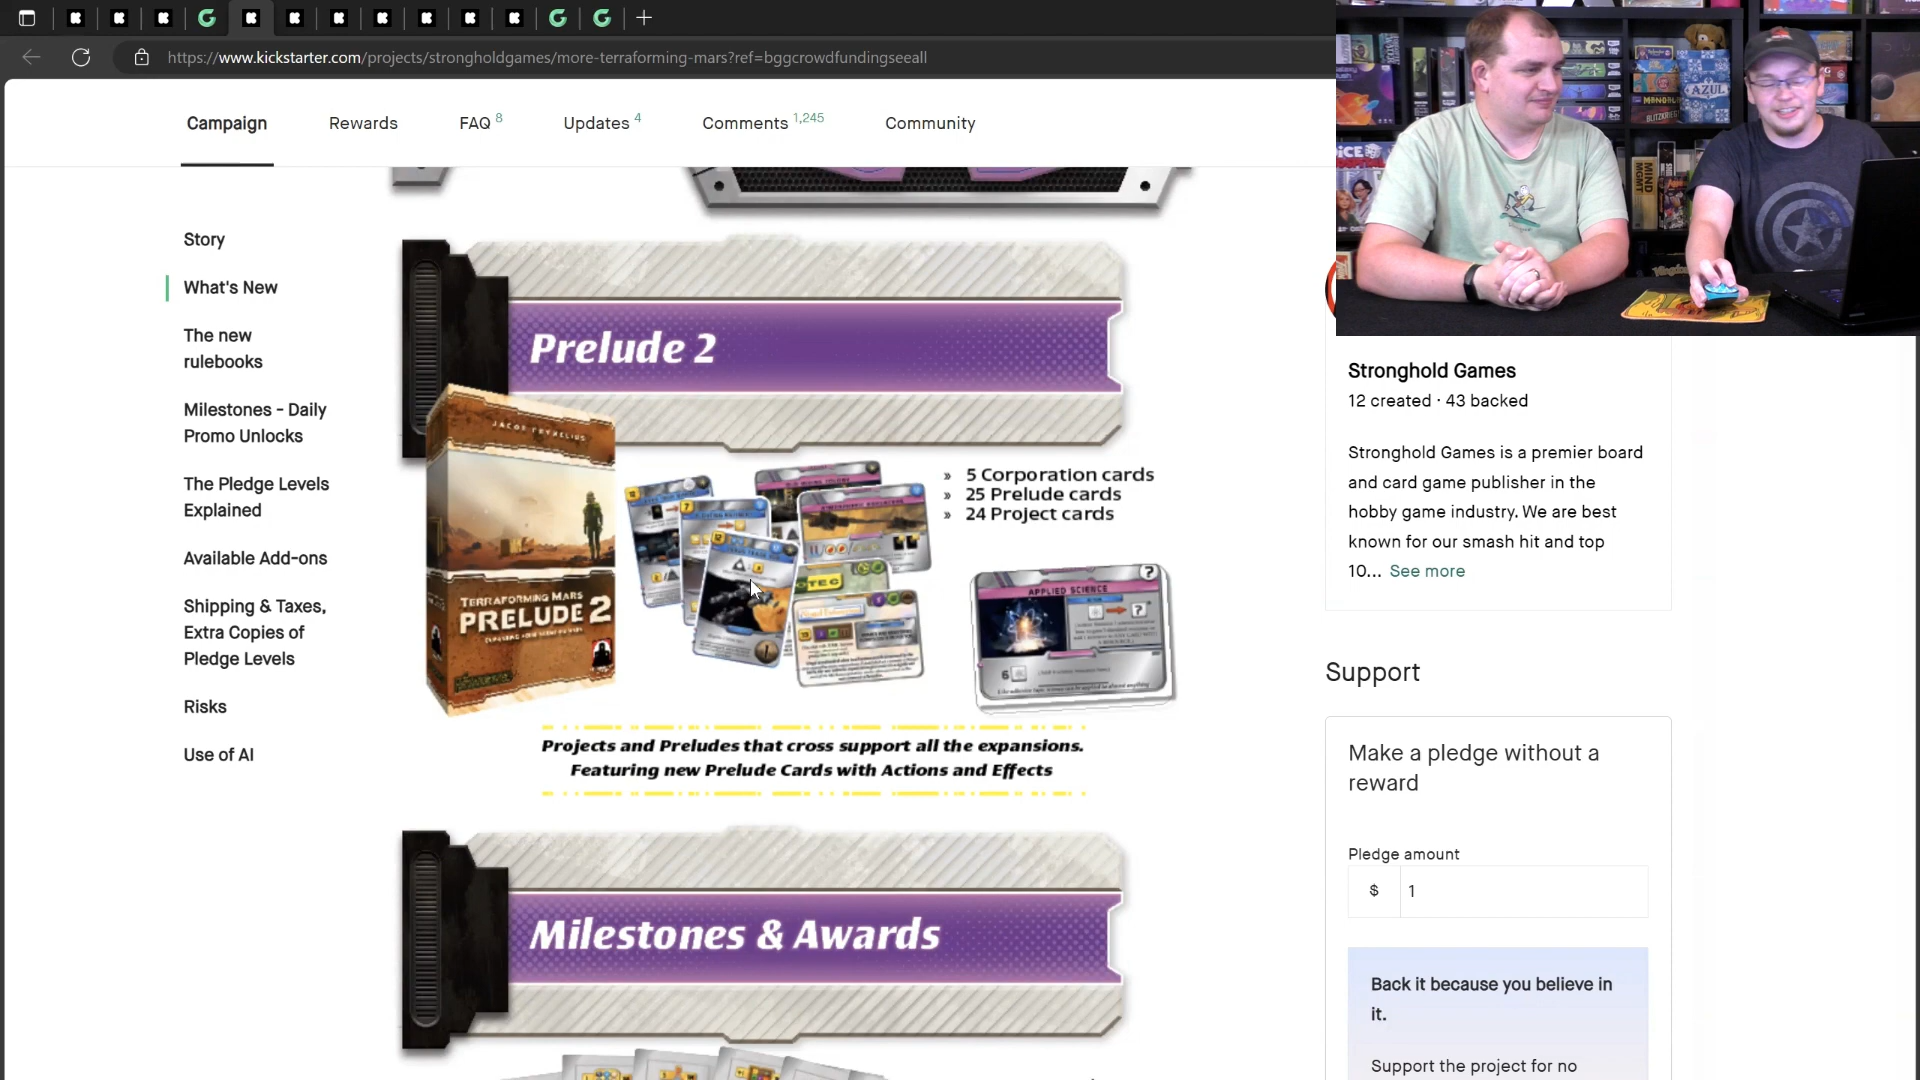 https://www.kickstarter.com/projects/strongholdgames/more-terraforming-mars?ref=bggcrowdfundingseeall
Campaign
Rewards
FAQ 8
Updates 4
Comments 1,245
Community
Story
What's New
The new
rulebooks
Milestones - Daily
Promo Unlocks
The Pledge Levels
Explained
Available Add-ons
Shipping & Taxes,
Extra Copies of
Pledge Levels
Risks
Use of AI
Prelude 2
TERRAFORMING MARS
PRELUDE 2
» 5 Corporation cards
» 25 Prelude cards
» 24 Project cards
APPLIED SCIENCE
?
6
Projects and Preludes that cross support all the expansions.
Featuring new Prelude Cards with Actions and Effects
Milestones & Awards
AZUL
MIND
MGMT
Stronghold Games
12 created · 43 backed
Stronghold Games is a premier board
and card game publisher in the
hobby game industry. We are best
known for our smash hit and top
10... See more
Support
Make a pledge without a
reward
Pledge amount
$ 1
Back it because you believe in
it.
Support the project for no